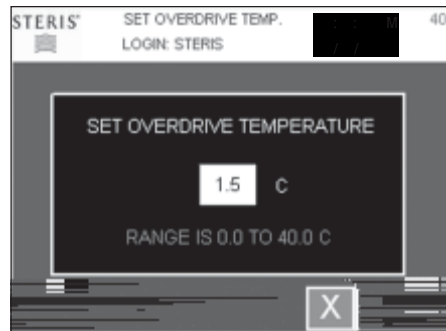 STERIS®
SET OVERDRIVE TEMP.
: : M
40
LOGIN: STERIS
/ /
SET OVERDRIVE TEMPERATURE
1.5 C
RANGE IS 0.0 TO 40.0 C
X